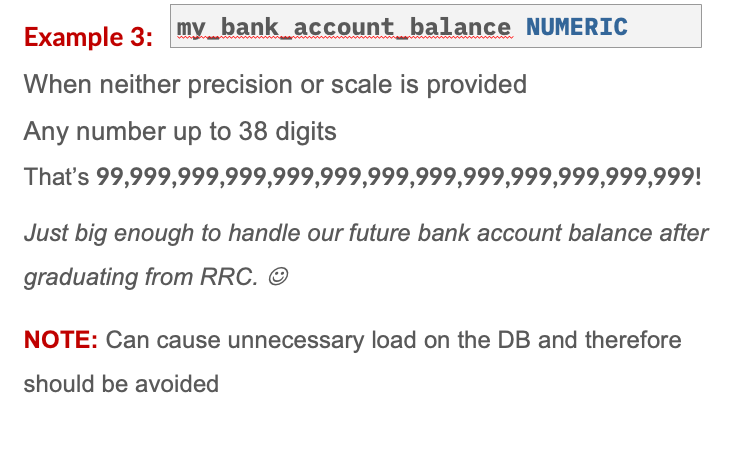 Example 3: my_bank_account_balance NUMERIC
When neither precision or scale is provided
Any number up to 38 digits
That’s 99,999,999,999,999,999,999,999,999,999,999,999,999!
Just big enough to handle our future bank account balance after
graduating from RRC. ☺
NOTE: Can cause unnecessary load on the DB and therefore
should be avoided